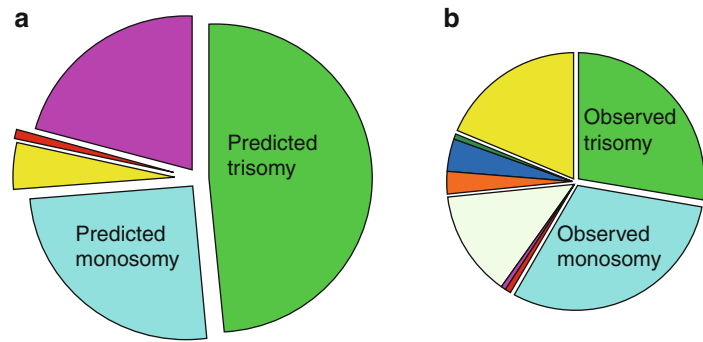 a
Predicted
trisomy
Predicted
monosomy
b
Observed
trisomy
Observed
monosomy